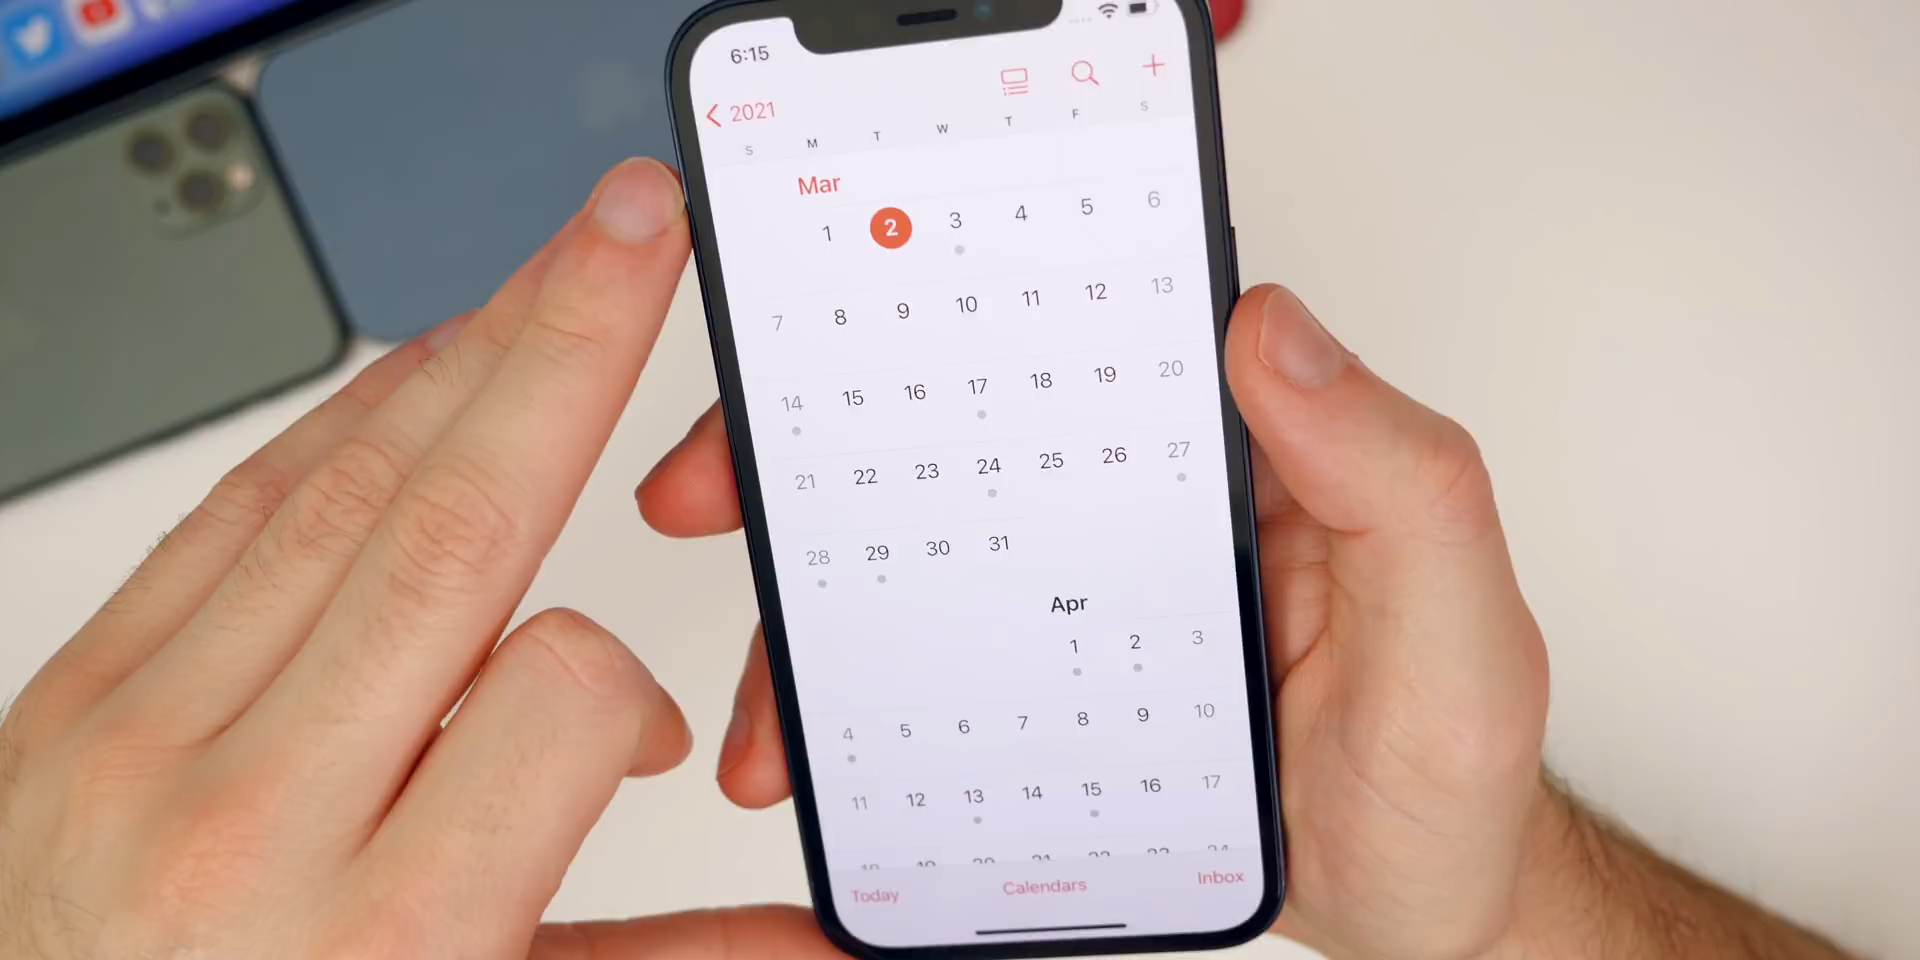 6:15
2021
S M T W T F S
Mar
1 2 3 4 5 6
7 8 9 10 11 12 13
14 15 16 17 18 19 20
21 22 23 24 25 26 27
28 29 30 31
Apr
1 2 3
4 5 6 7 8 9 10
11 12 13 14 15 16 17
Today Calendars Inbox